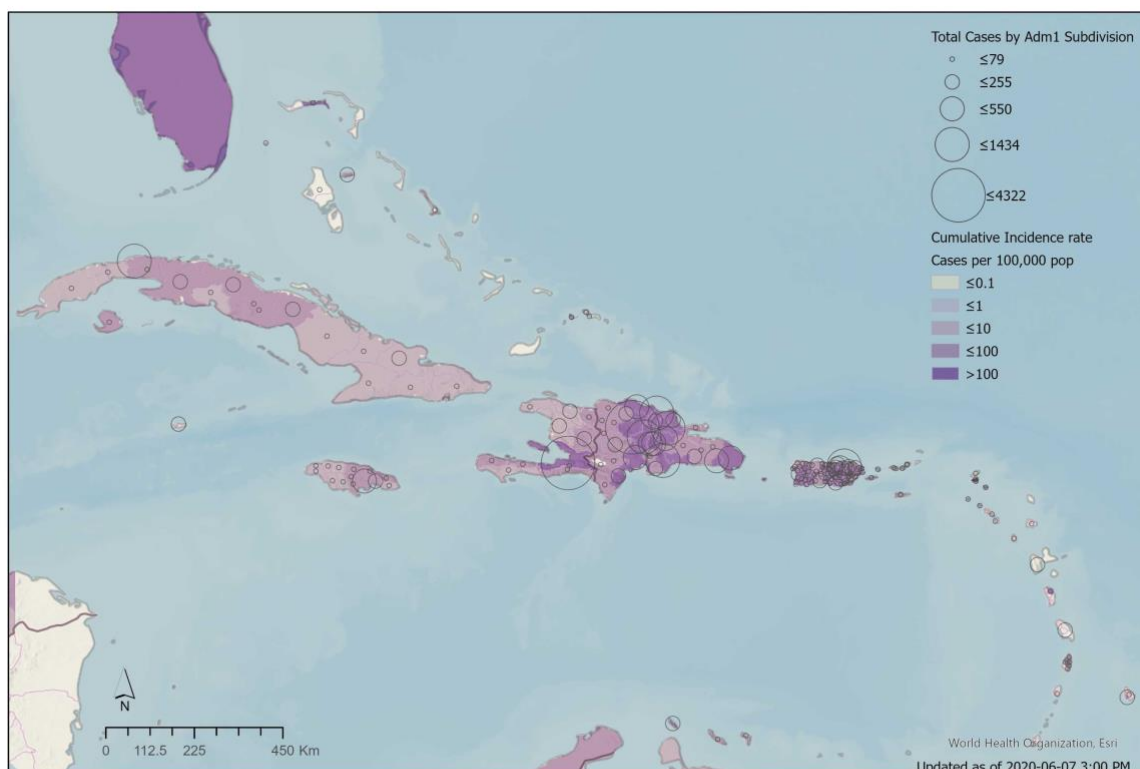 Total Cases by Adm1 Subdivision
≤79
≤255
≤550
≤1434
≤4322
Cumulative Incidence rate
Cases per 100,000 pop
≤0.1
≤1
≤10
≤100
>100
N
0 112.5 225 450 Km
World Health Organization, Esri
Updated as of 2020-06-07 3:00 PM